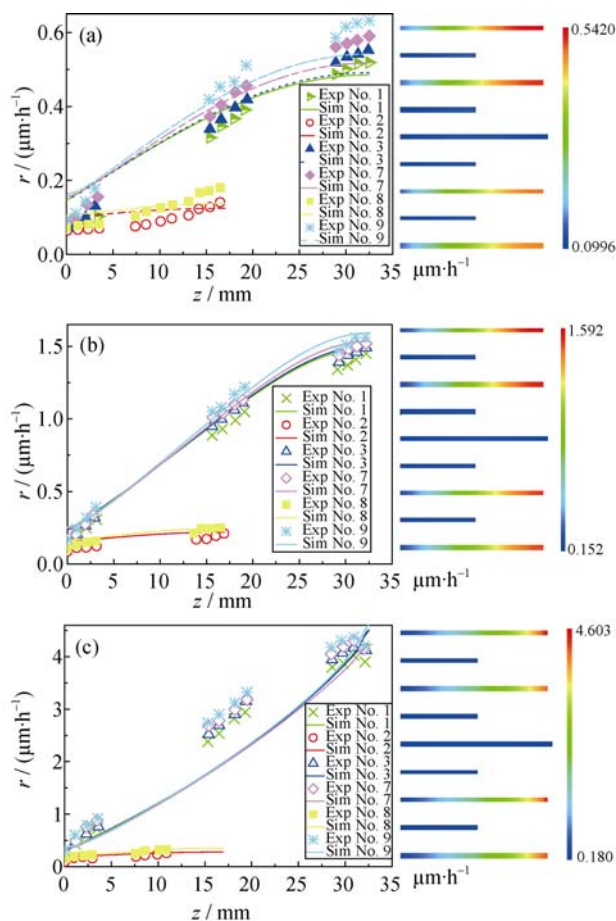 (a)
0.6
0.4
0.2
0.0
r / (μm·h⁻¹)
0 5 10 15 20 25 30 35
z / mm
Exp No. 1
Sim No. 1
Exp No. 2
Sim No. 2
Exp No. 3
Sim No. 3
Exp No. 7
Sim No. 7
Exp No. 8
Sim No. 8
Exp No. 9
Sim No. 9
0.5420
0.0996
μm·h⁻¹
(b)
1.5
1.0
0.5
0.0
r / (μm·h⁻¹)
0 5 10 15 20 25 30 35
z / mm
Exp No. 1
Sim No. 1
Exp No. 2
Sim No. 2
Exp No. 3
Sim No. 3
Exp No. 7
Sim No. 7
Exp No. 8
Sim No. 8
Exp No. 9
Sim No. 9
1.592
0.152
μm·h⁻¹
(c)
4
3
2
1
0
r / (μm·h⁻¹)
0 5 10 15 20 25 30 35
z / mm
Exp No. 1
Sim No. 1
Exp No. 2
Sim No. 2
Exp No. 3
Sim No. 3
Exp No. 7
Sim No. 7
Exp No. 8
Sim No. 8
Exp No. 9
Sim No. 9
4.603
0.180
μm·h⁻¹